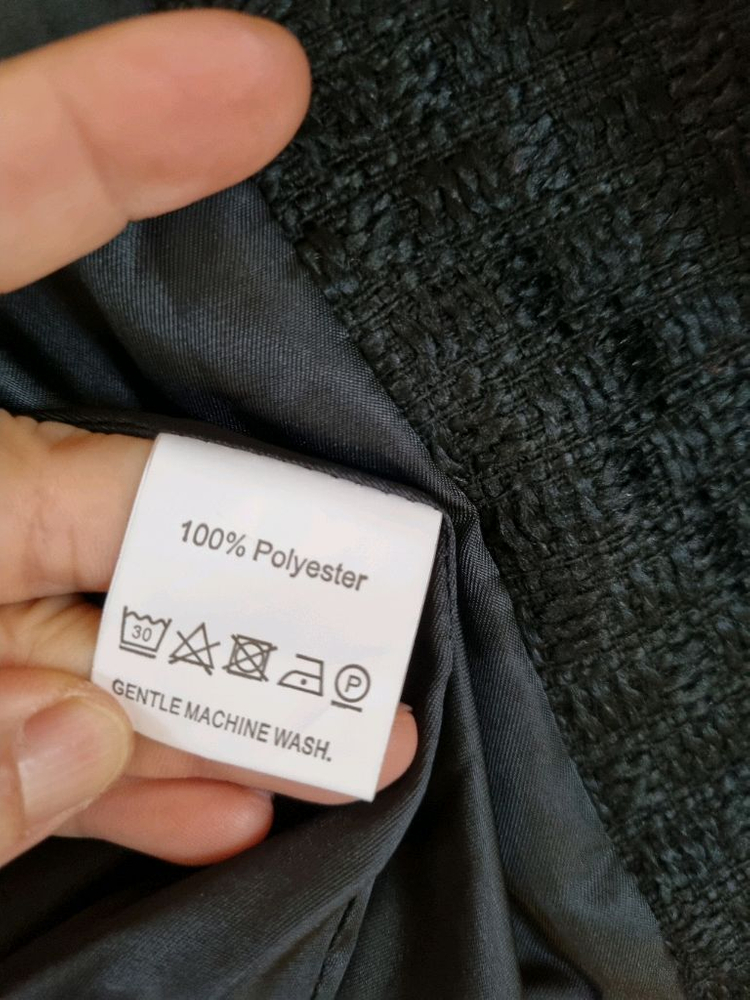 100% Polyester
30 P
GENTLE MACHINE WASH.